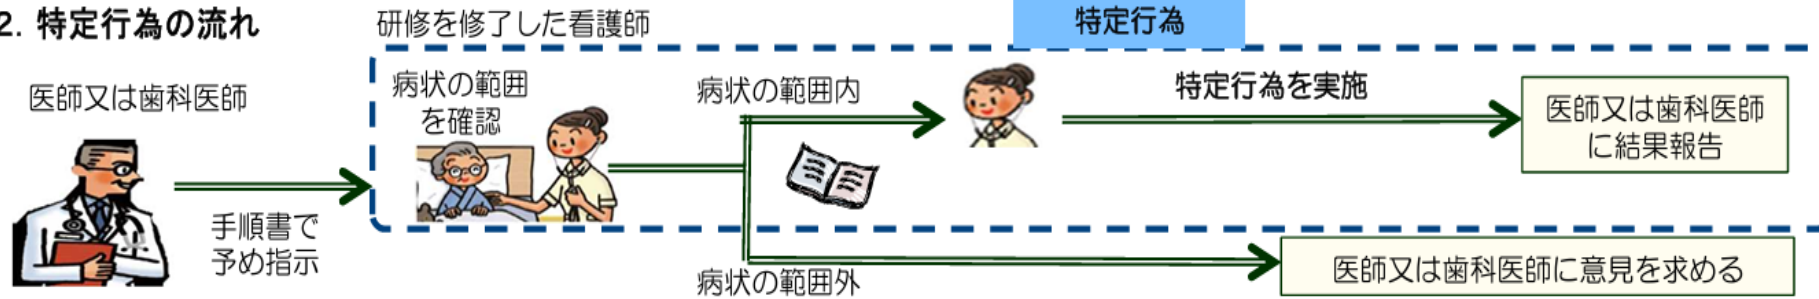 2. 特定行為の流れ
研修を修了した看護師
特定行為
医師又は歯科医師
手順書で
予め指示
病状の範囲
を確認
病状の範囲内
特定行為を実施
医師又は歯科医師
に結果報告
病状の範囲外
医師又は歯科医師に意見を求める